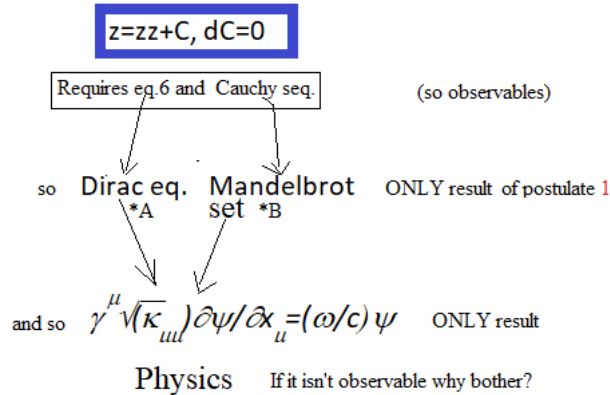 z=zz+C, dC=0
Requires eq.6 and Cauchy seq. (so observables)
so Dirac eq. Mandelbrot ONLY result of postulate 1
*A set *B
and so γ^μ √(κ_μμ)∂ψ/∂x_μ=(ω/c) ψ ONLY result
Physics If it isn't observable why bother?